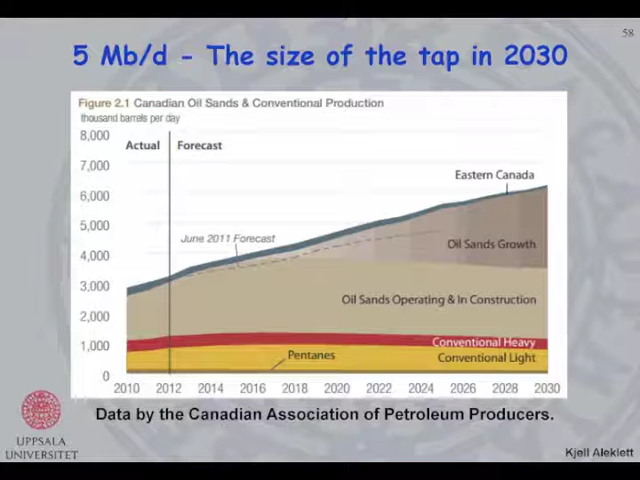 58
5 Mb/d - The size of the tap in 2030
Figure 2.1 Canadian Oil Sands & Conventional Production
thousand barrels per day
8,000
Actual
Forecast
7,000
Eastern Canada
6,000
5,000
June 2011 Forecast
Oil Sands Growth
4,000
3,000
Oil Sands Operating & In Construction
2,000
1,000
Conventional Heavy
Pentanes
Conventional Light
0
2010 2012 2014 2016 2018 2020 2022 2024 2026 2028 2030
Data by the Canadian Association of Petroleum Producers.
UPPSALA
UNIVERSITET
Kjell Aleklett